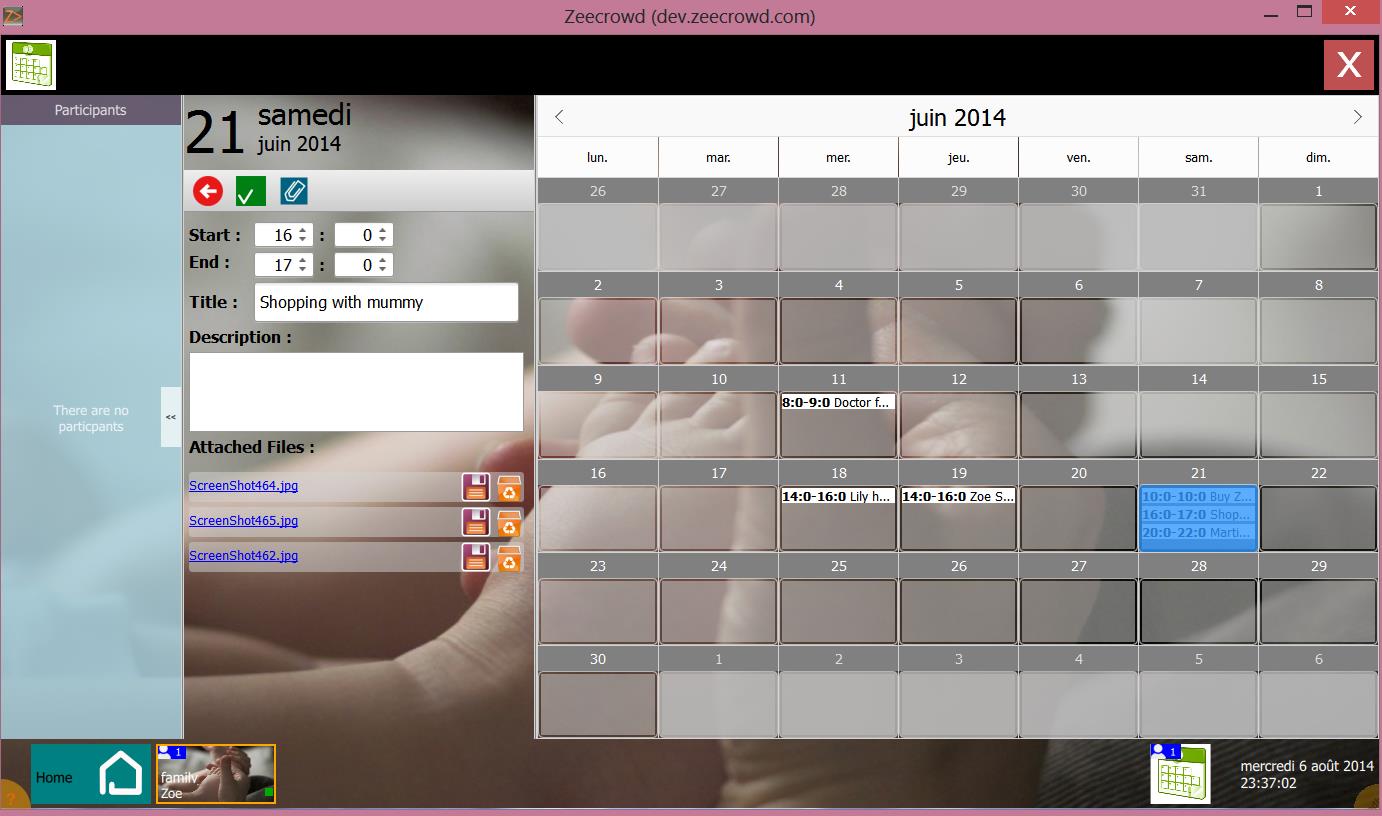 Zeecrowd (dev.zeecrowd.com)
X
Participants
There are no
particpants
<<
21 samedi
juin 2014
Start : 16 : 0
End : 17 : 0
Title : Shopping with mummy
Description :
Attached Files :
ScreenShot464.jpg
ScreenShot465.jpg
ScreenShot462.jpg
juin 2014
lun. mar. mer. jeu. ven. sam. dim.
26 27 28 29 30 31 1
2 3 4 5 6 7 8
9 10 11 12 13 14 15
8:0-9:0 Doctor f...
16 17 18 19 20 21 22
14:0-16:0 Lily h... 14:0-16:0 Zoe S... 10:0-10:0 Buy Z...
16:0-17:0 Shop...
20:0-22:0 Marti...
23 24 25 26 27 28 29
30 1 2 3 4 5 6
Home
1
family
Zoe
1
mercredi 6 août 2014
23:37:02
?